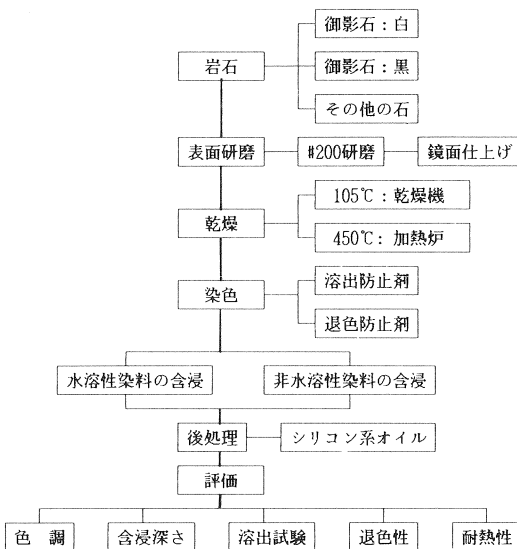 御影石：白
岩石
御影石：黒
その他の石
表面研磨
#200研磨
鏡面仕上げ
105℃：乾燥機
乾燥
450℃：加熱炉
溶出防止剤
染色
退色防止剤
水溶性染料の含浸
非水溶性染料の含浸
後処理
シリコン系オイル
評価
色　調
含浸深さ
溶出試験
退色性
耐熱性